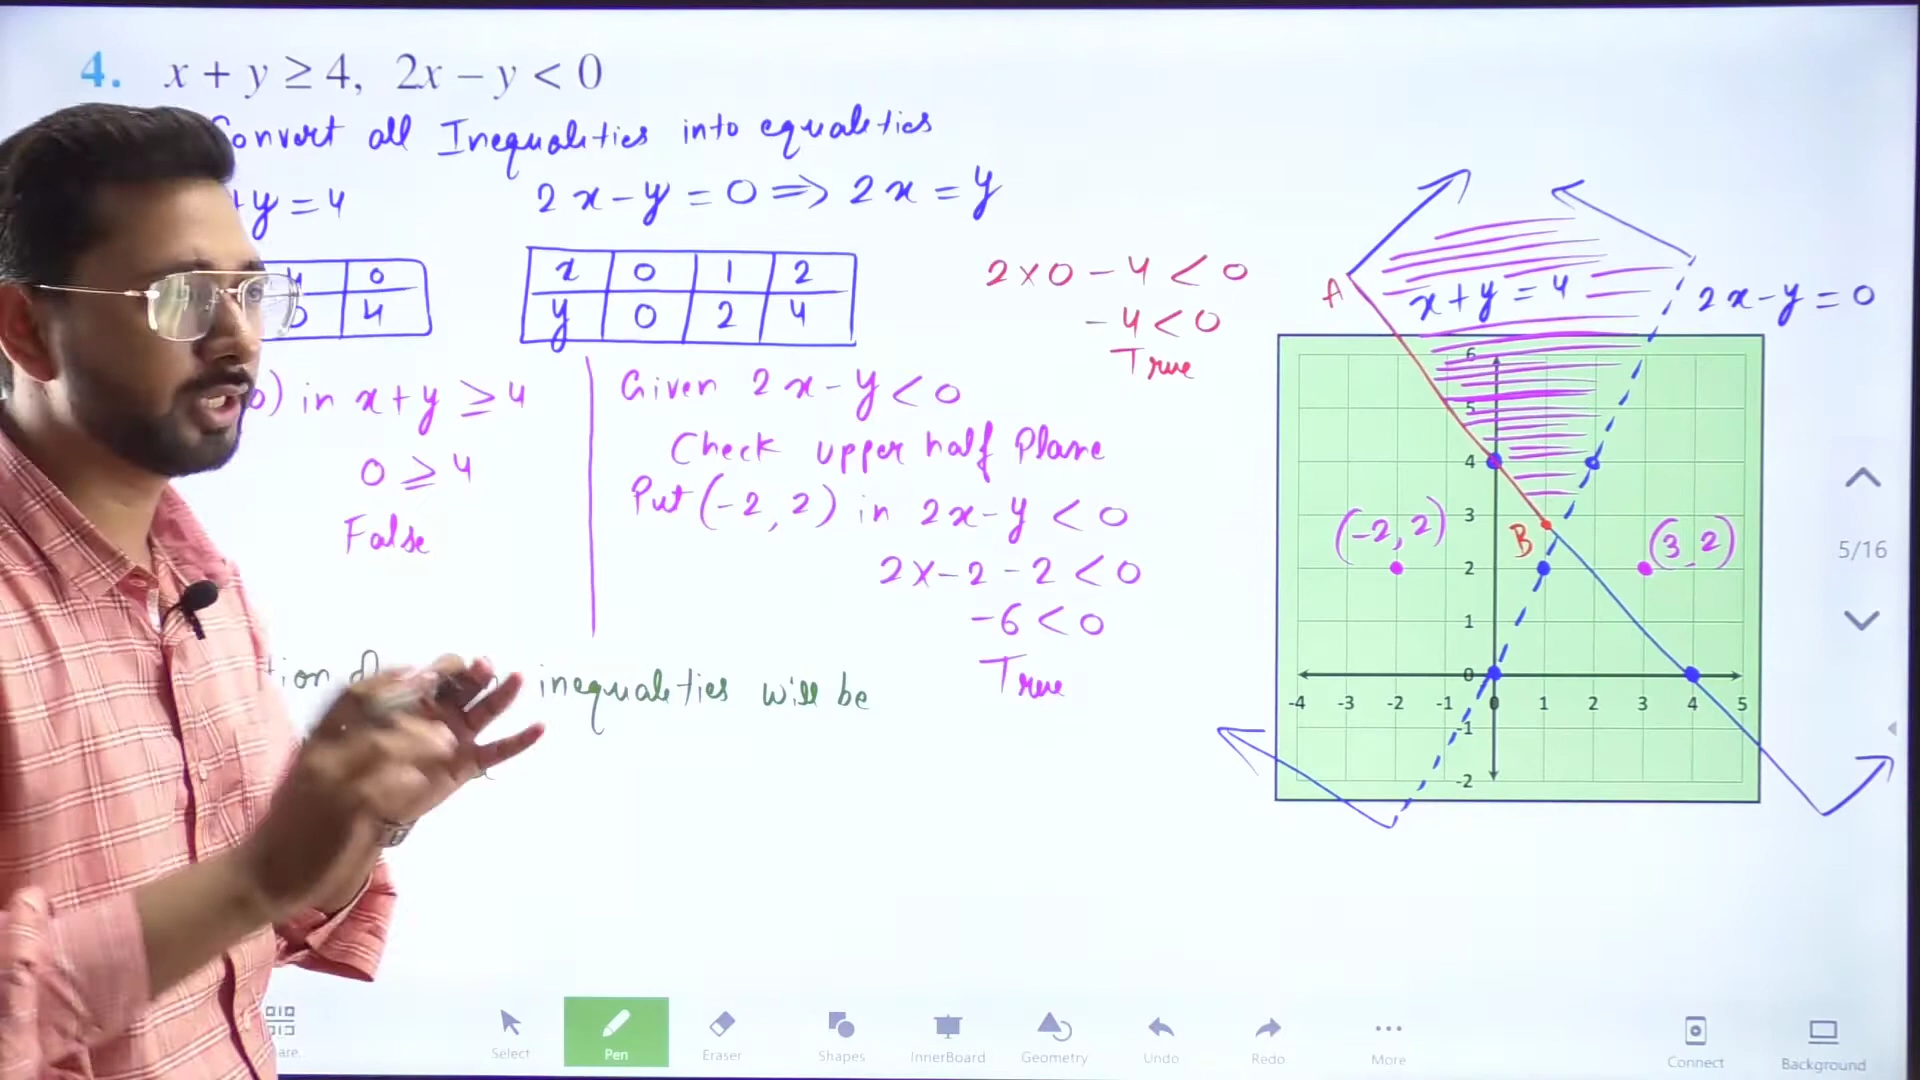 4. x + y ≥ 4, 2x – y < 0
Convert all Inequalities into equalities
+y = 4
2x-y = 0 => 2x = y
4 0
0 4
x 0 1 2
y 0 2 4
2×0 - 4 < 0
-4 < 0
True
0) in x+y ≥ 4
0 ≥ 4
False
Given 2x-y < 0
Check upper half Plane
Put (-2, 2) in 2x-y < 0
2×-2-2 < 0
-6 < 0
True
inequalities will be
A
x+y = 4
2x-y = 0
6
5
4
3
2
1
0
-1
-2
-4 -3 -2 -1 0 1 2 3 4 5
(-2, 2)
B
(3, 2)
5/16
Select
Pen
Eraser
Shapes
InnerBoard
Geometry
Undo
Redo
More
Connect
Background